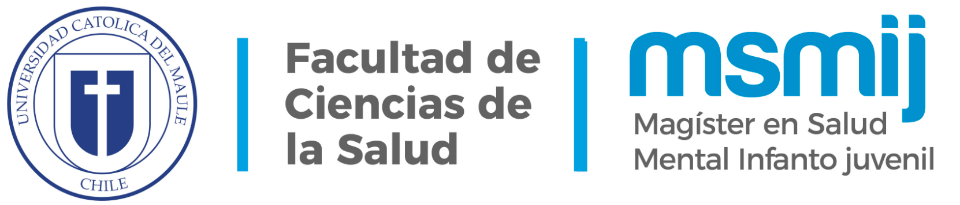 UNIVERSIDAD CATOLICA DEL MAULE
CHILE
Facultad de
Ciencias de
la Salud
msmij
Magíster en Salud
Mental Infanto juvenil